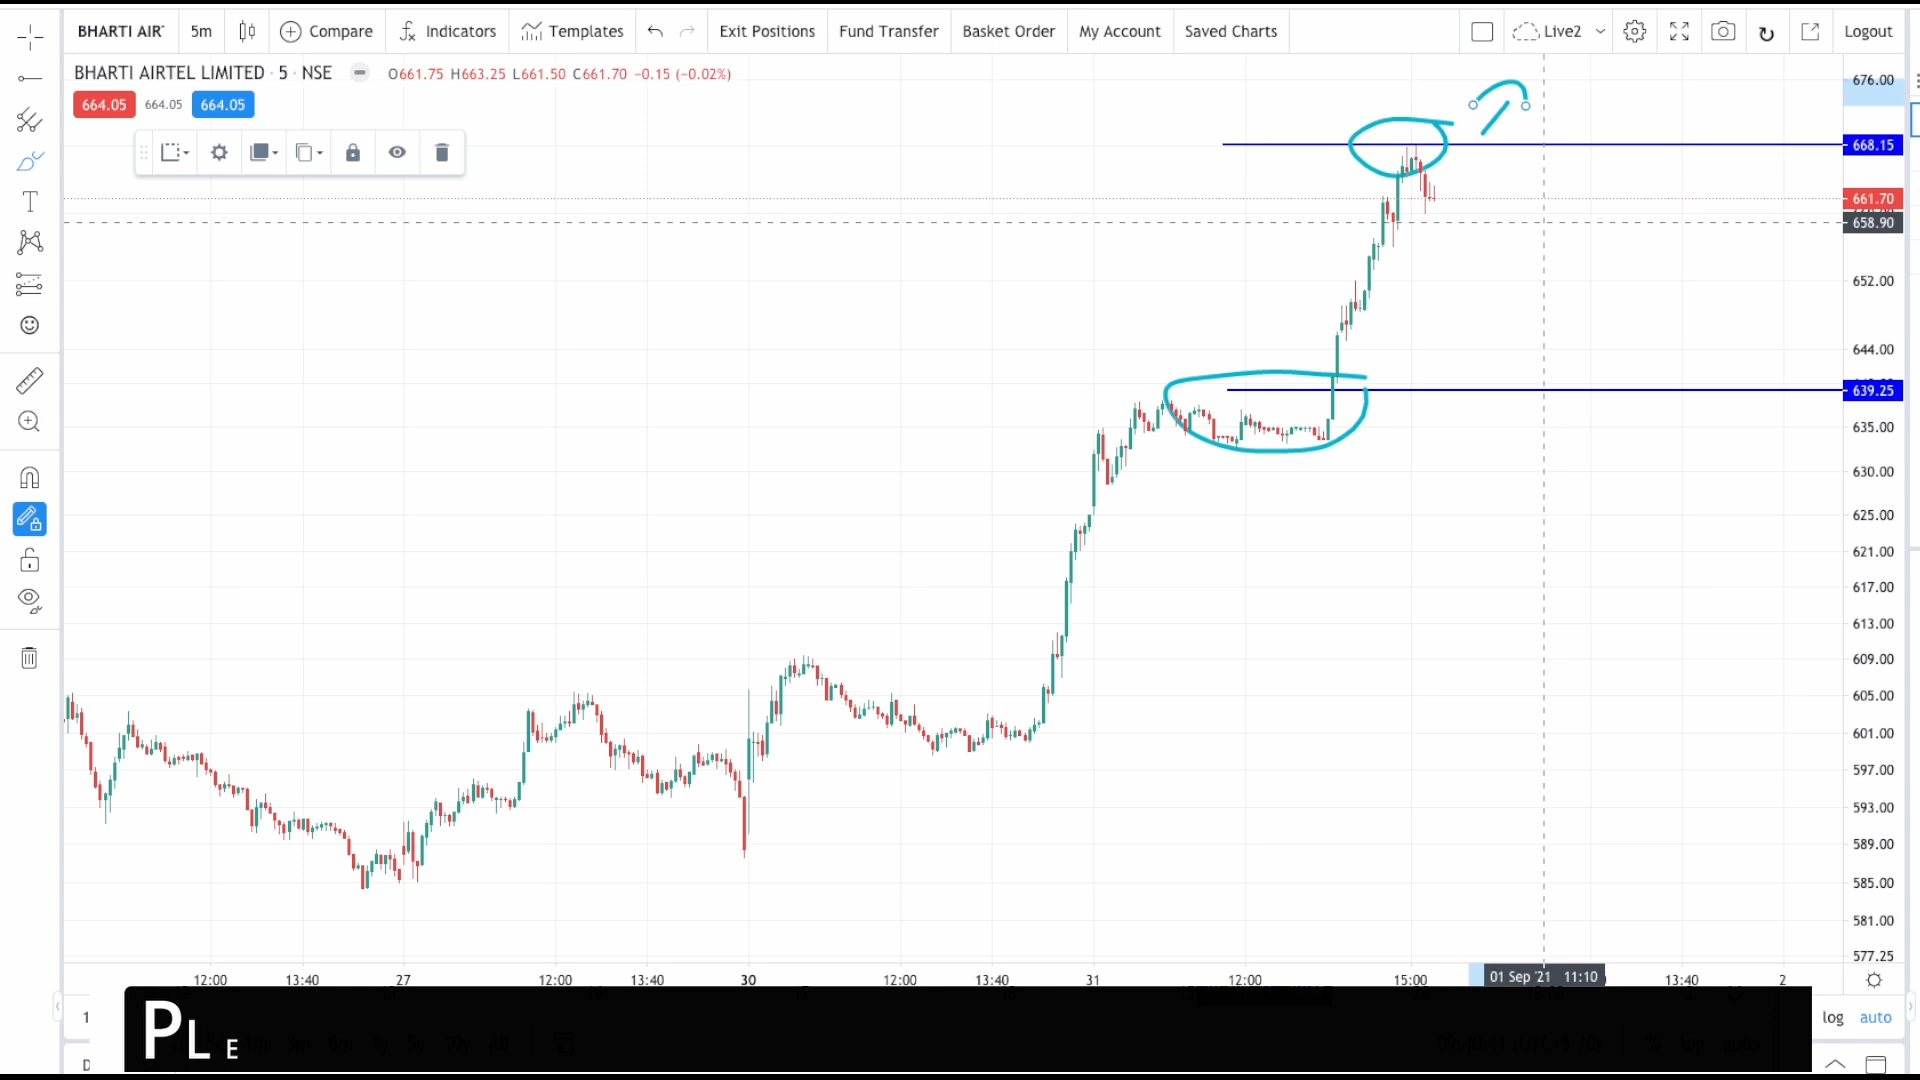 BHARTI AIR
5m
Compare
Indicators
Templates
Exit Positions
Fund Transfer
Basket Order
My Account
Saved Charts
Live2
Logout
BHARTI AIRTEL LIMITED · 5 · NSE
O661.75 H663.25 L661.50 C661.70 −0.15 (−0.02%)
664.05 664.05 664.05
676.00
668.15
661.70
658.90
652.00
644.00
639.25
635.00
630.00
625.00
621.00
617.00
613.00
609.00
605.00
601.00
597.00
593.00
589.00
585.00
581.00
577.25
12:00 13:40 27 12:00 13:40 30 12:00 13:40 31 12:00 15:00 01 Sep '21 11:10 13:40 2
1
log auto
PLE